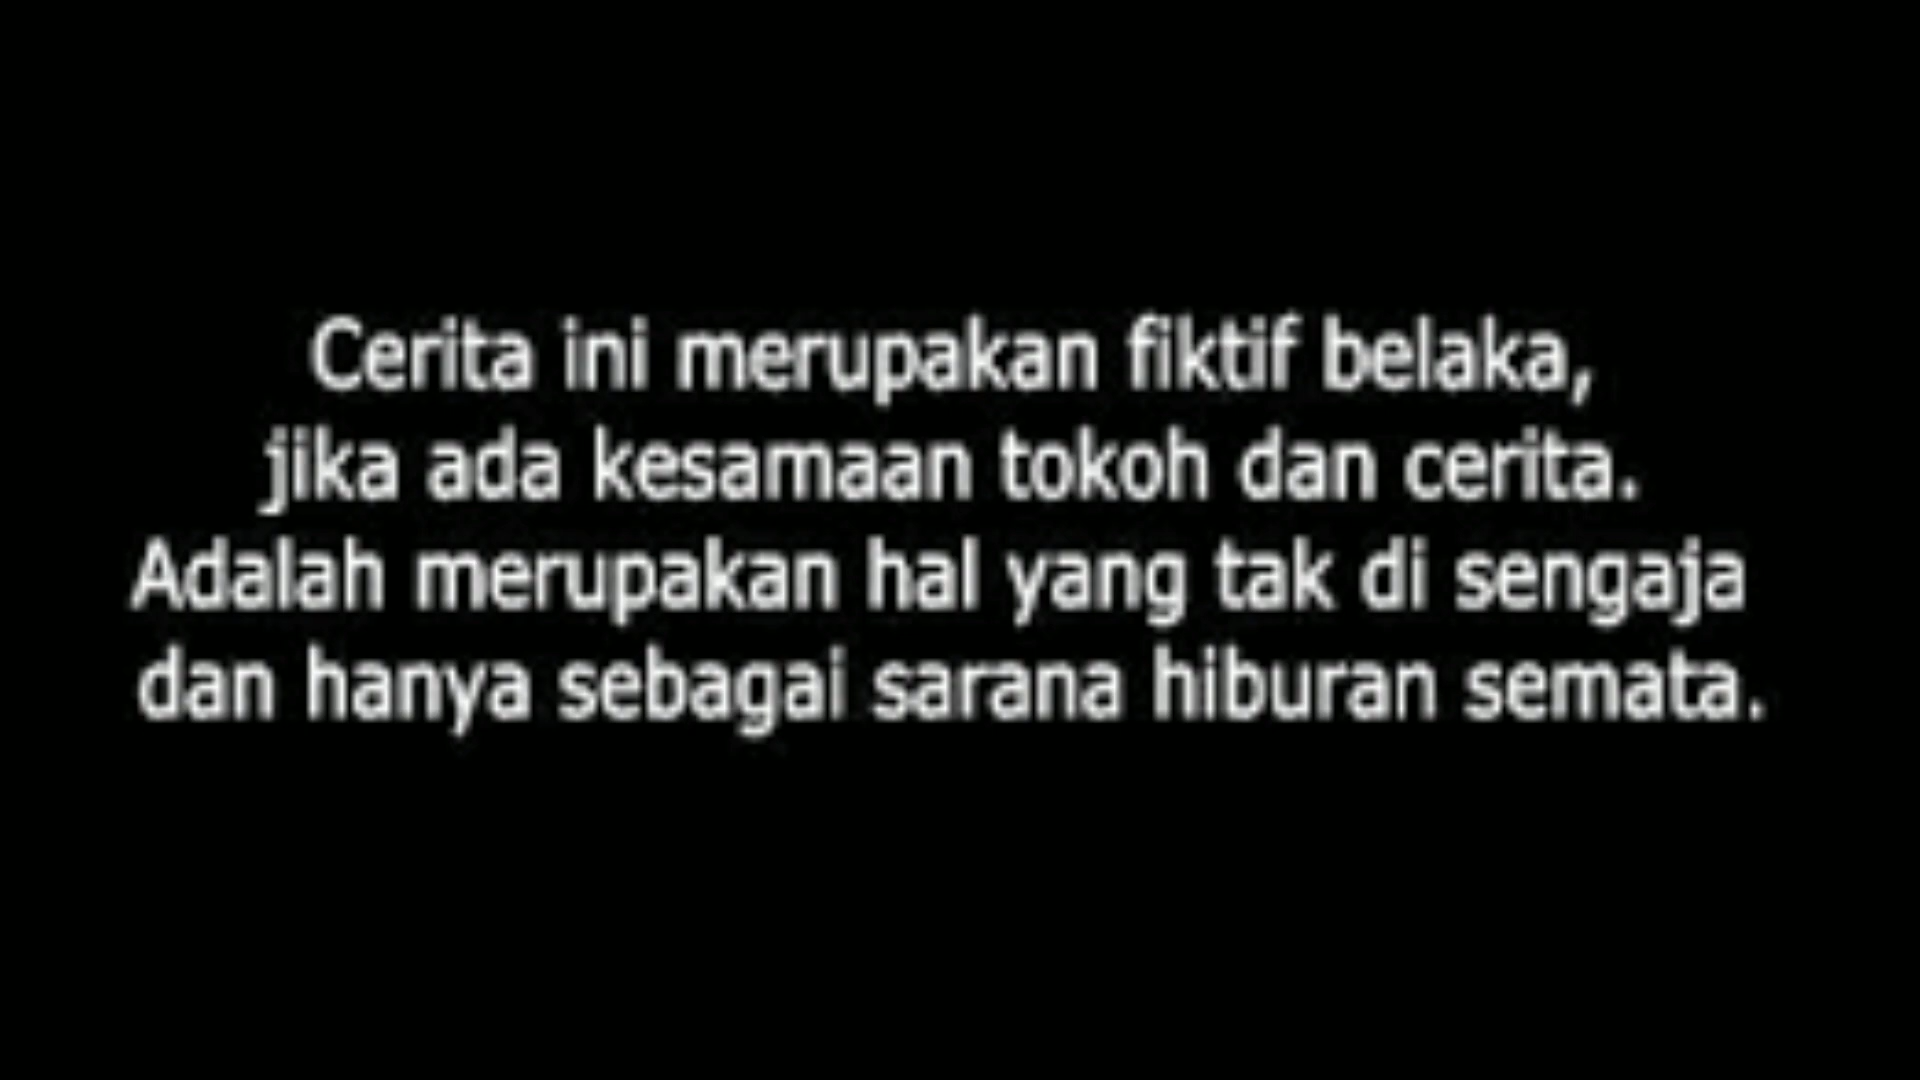 Cerita ini merupakan fiktif belaka,
jika ada kesamaan tokoh dan cerita.
Adalah merupakan hal yang tak di sengaja
dan hanya sebagai sarana hiburan semata.